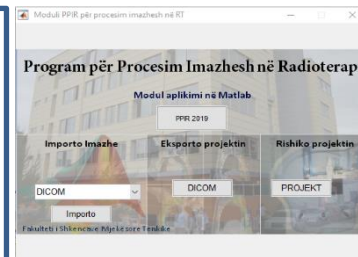 Moduli PPIR për procesim imazhesh në RT
Program për Procesim Imazhesh në Radioterap
Modul aplikimi në Matlab
PPIR 2019
Importo Imazhe
Eksporto projektin
Rishiko projektin
DICOM
DICOM
PROJEKT
Importo
Fakulteti i Shkencave Mjekësore Teknike